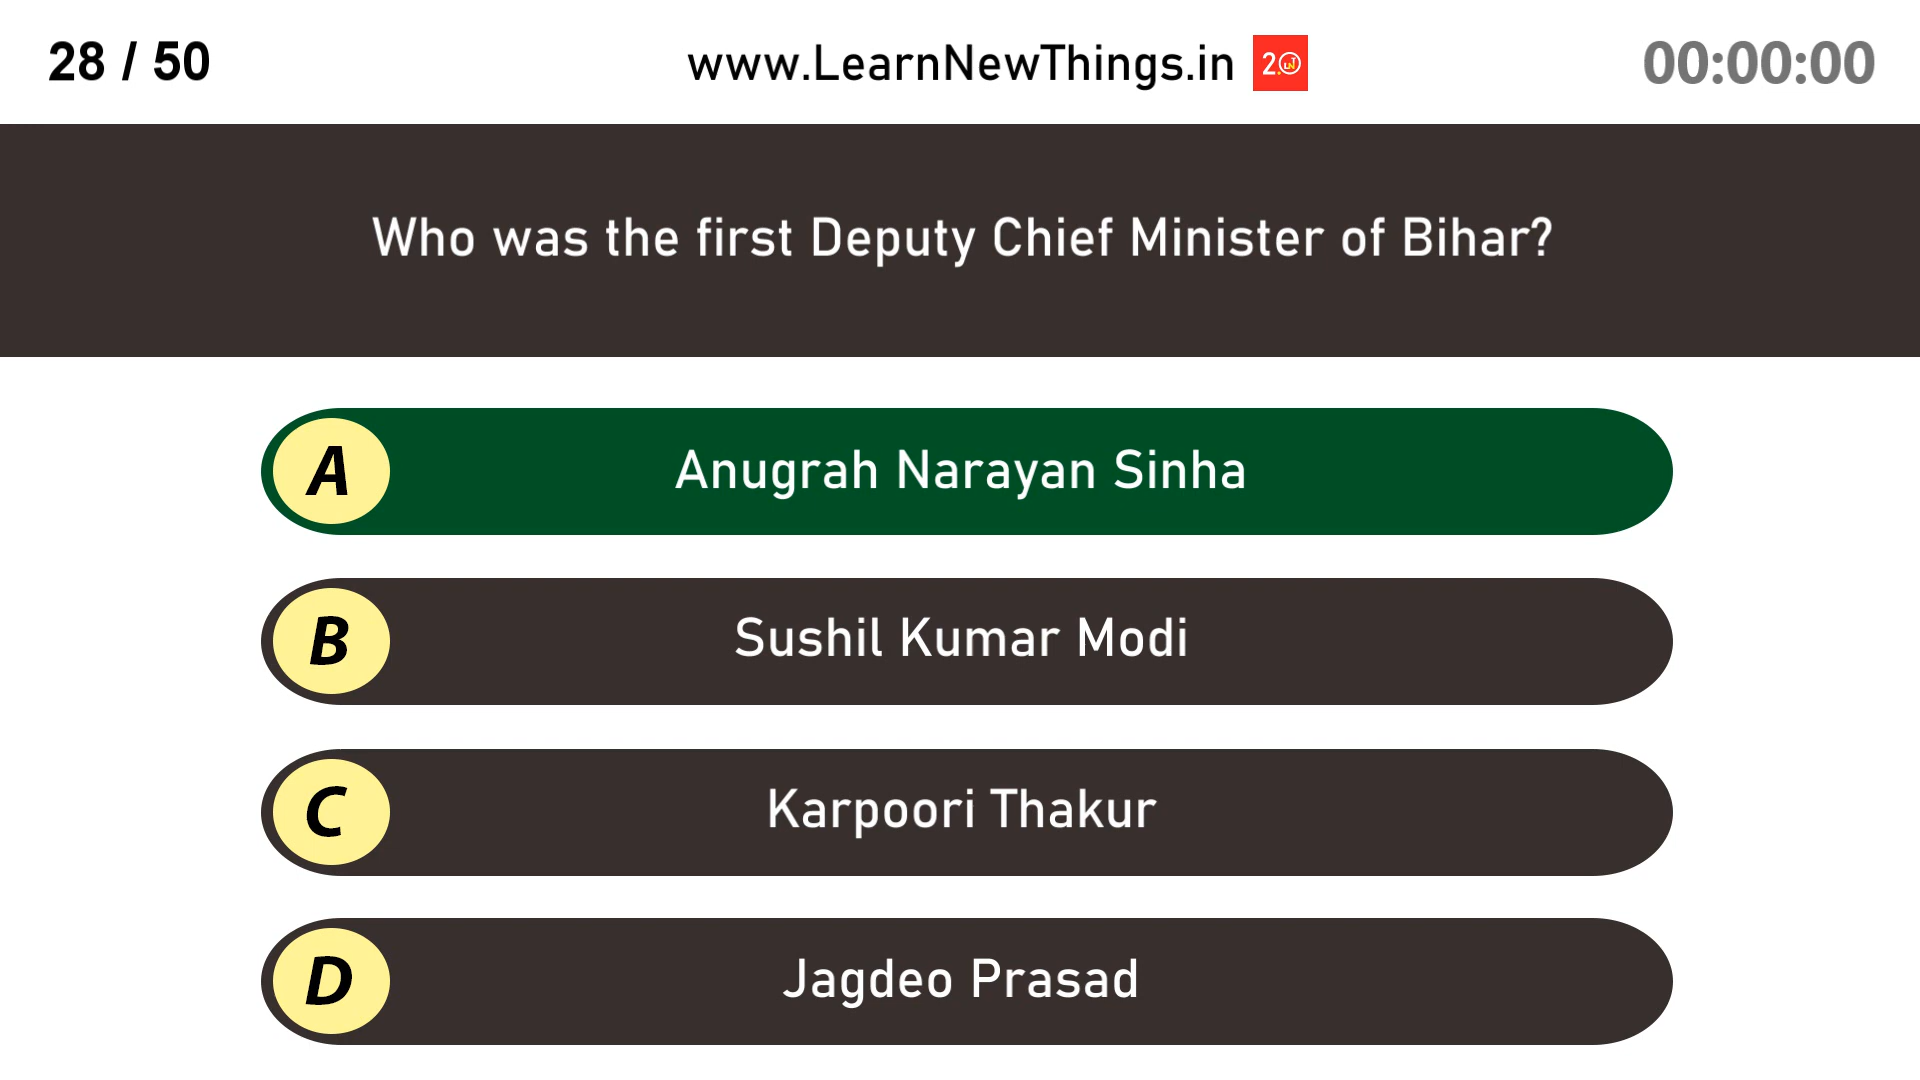 28 / 50
www.LearnNewThings.in
00:00:00
Who was the first Deputy Chief Minister of Bihar?
A
Anugrah Narayan Sinha
B
Sushil Kumar Modi
C
Karpoori Thakur
D
Jagdeo Prasad